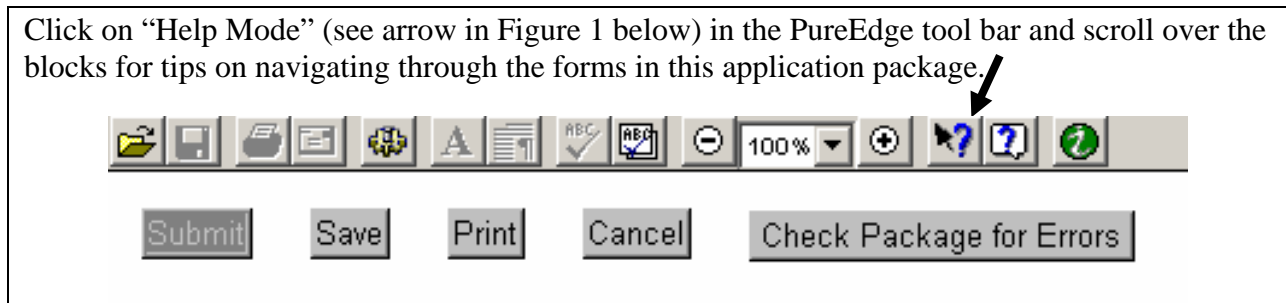 Click on “Help Mode” (see arrow in Figure 1 below) in the PureEdge tool bar and scroll over the
blocks for tips on navigating through the forms in this application package.
ABC ABC 100%
Submit Save Print Cancel Check Package for Errors